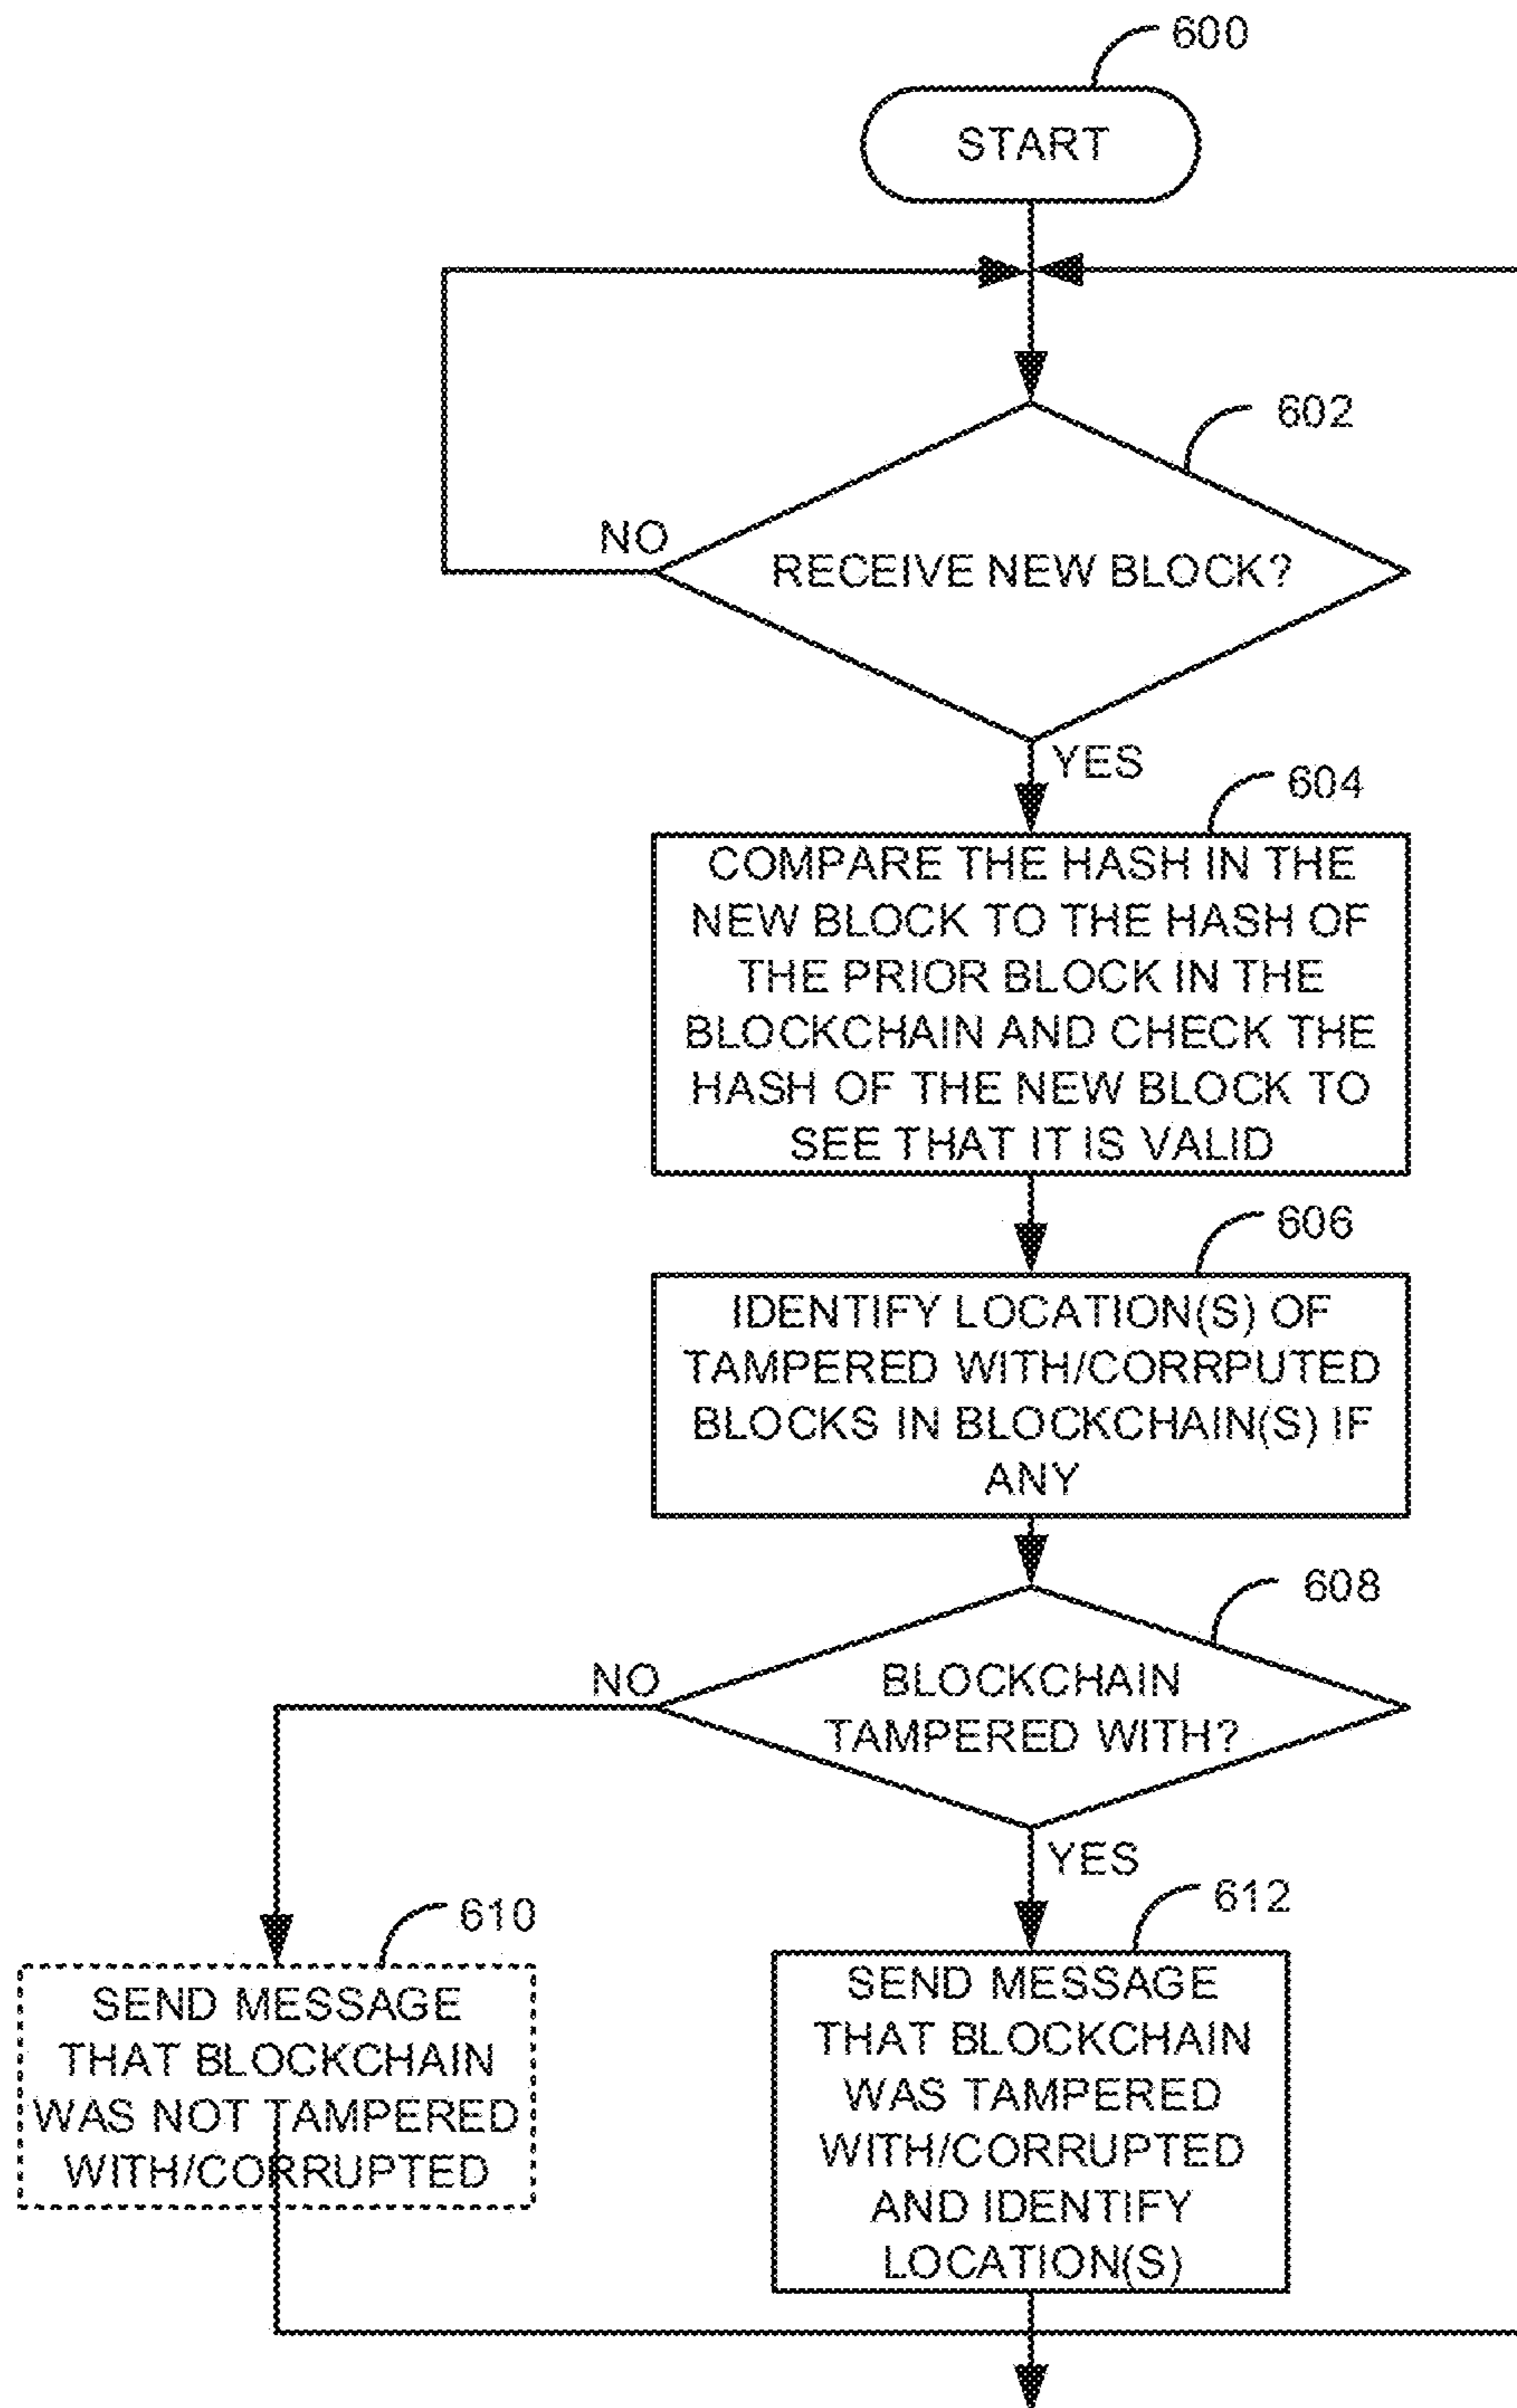 600
START
602
NO
RECEIVE NEW BLOCK?
YES
604
COMPARE THE HASH IN THE
NEW BLOCK TO THE HASH OF
THE PRIOR BLOCK IN THE
BLOCKCHAIN AND CHECK THE
HASH OF THE NEW BLOCK TO
SEE THAT IT IS VALID
606
IDENTIFY LOCATION(S) OF
TAMPERED WITH/CORRPUTED
BLOCKS IN BLOCKCHAIN(S) IF
ANY
608
NO
BLOCKCHAIN
TAMPERED WITH?
YES
610
SEND MESSAGE
THAT BLOCKCHAIN
WAS NOT TAMPERED
WITH/CORRUPTED
612
SEND MESSAGE
THAT BLOCKCHAIN
WAS TAMPERED
WITH/CORRUPTED
AND IDENTIFY
LOCATION(S)